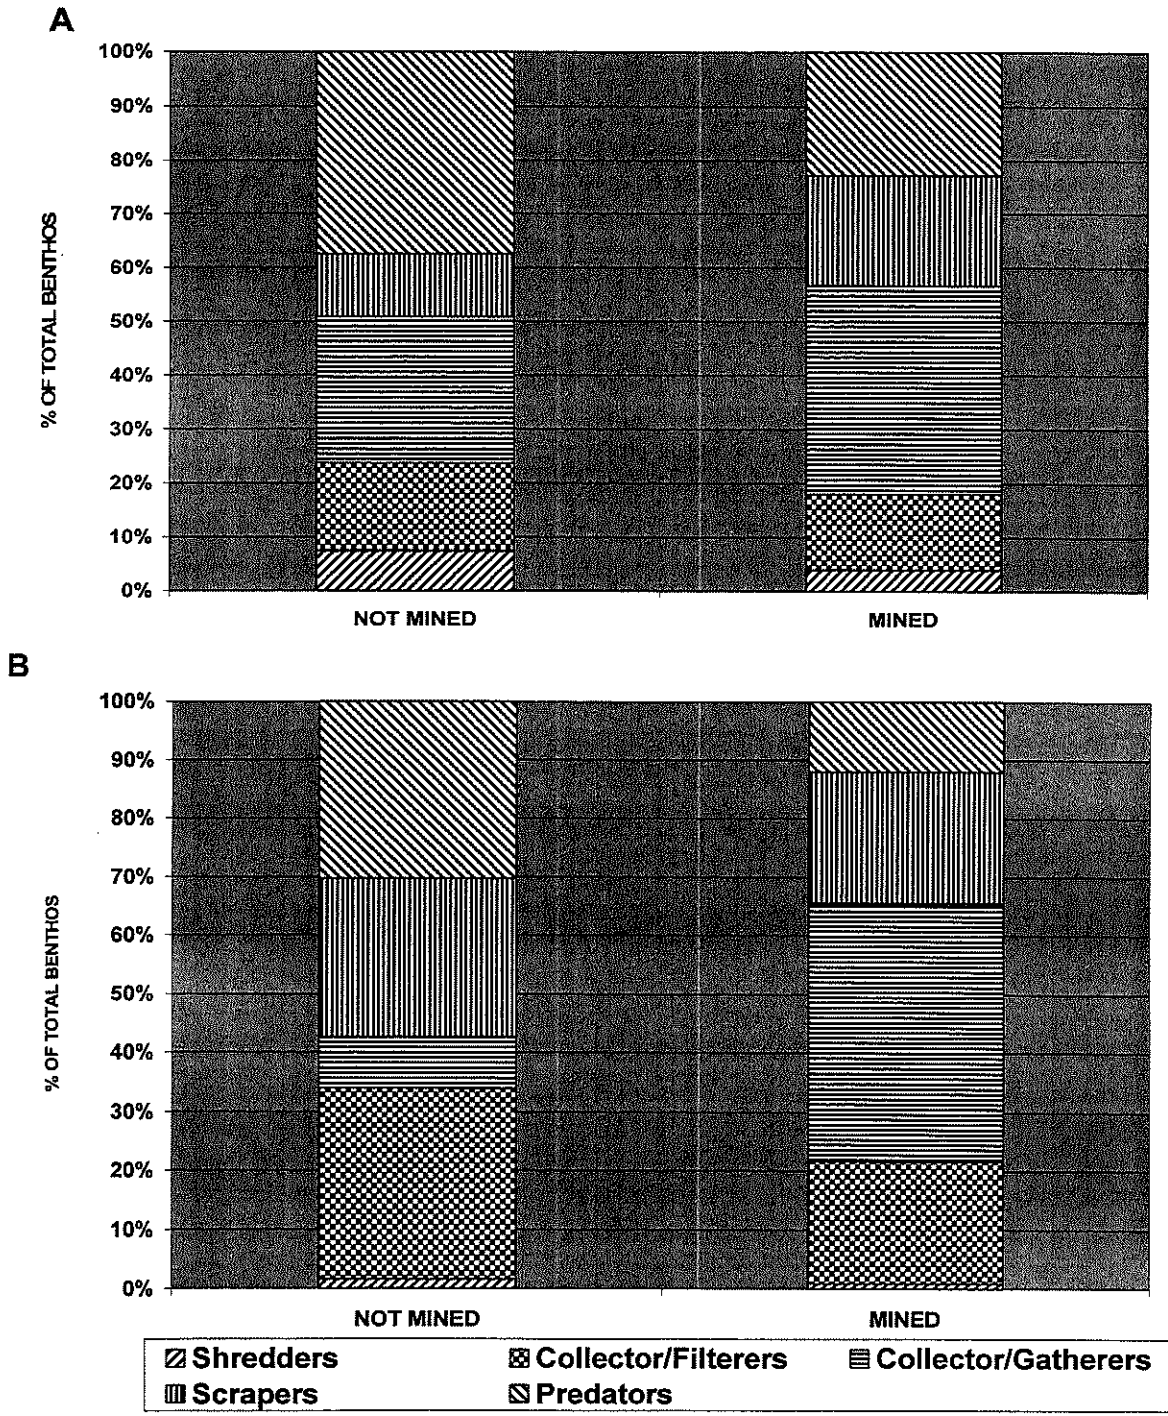 A
100%
90%
80%
70%
60%
50%
40%
30%
20%
10%
0%
% OF TOTAL BENTHOS
NOT MINED MINED
B
100%
90%
80%
70%
60%
50%
40%
30%
20%
10%
0%
% OF TOTAL BENTHOS
NOT MINED MINED
Shredders Collector/Filterers Collector/Gatherers
Scrapers Predators